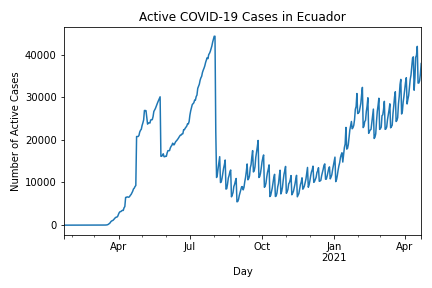 Active COVID-19 Cases in Ecuador
Number of Active Cases
40000
30000
20000
10000
0
Apr
Jul
Oct
Jan
2021
Apr
Day